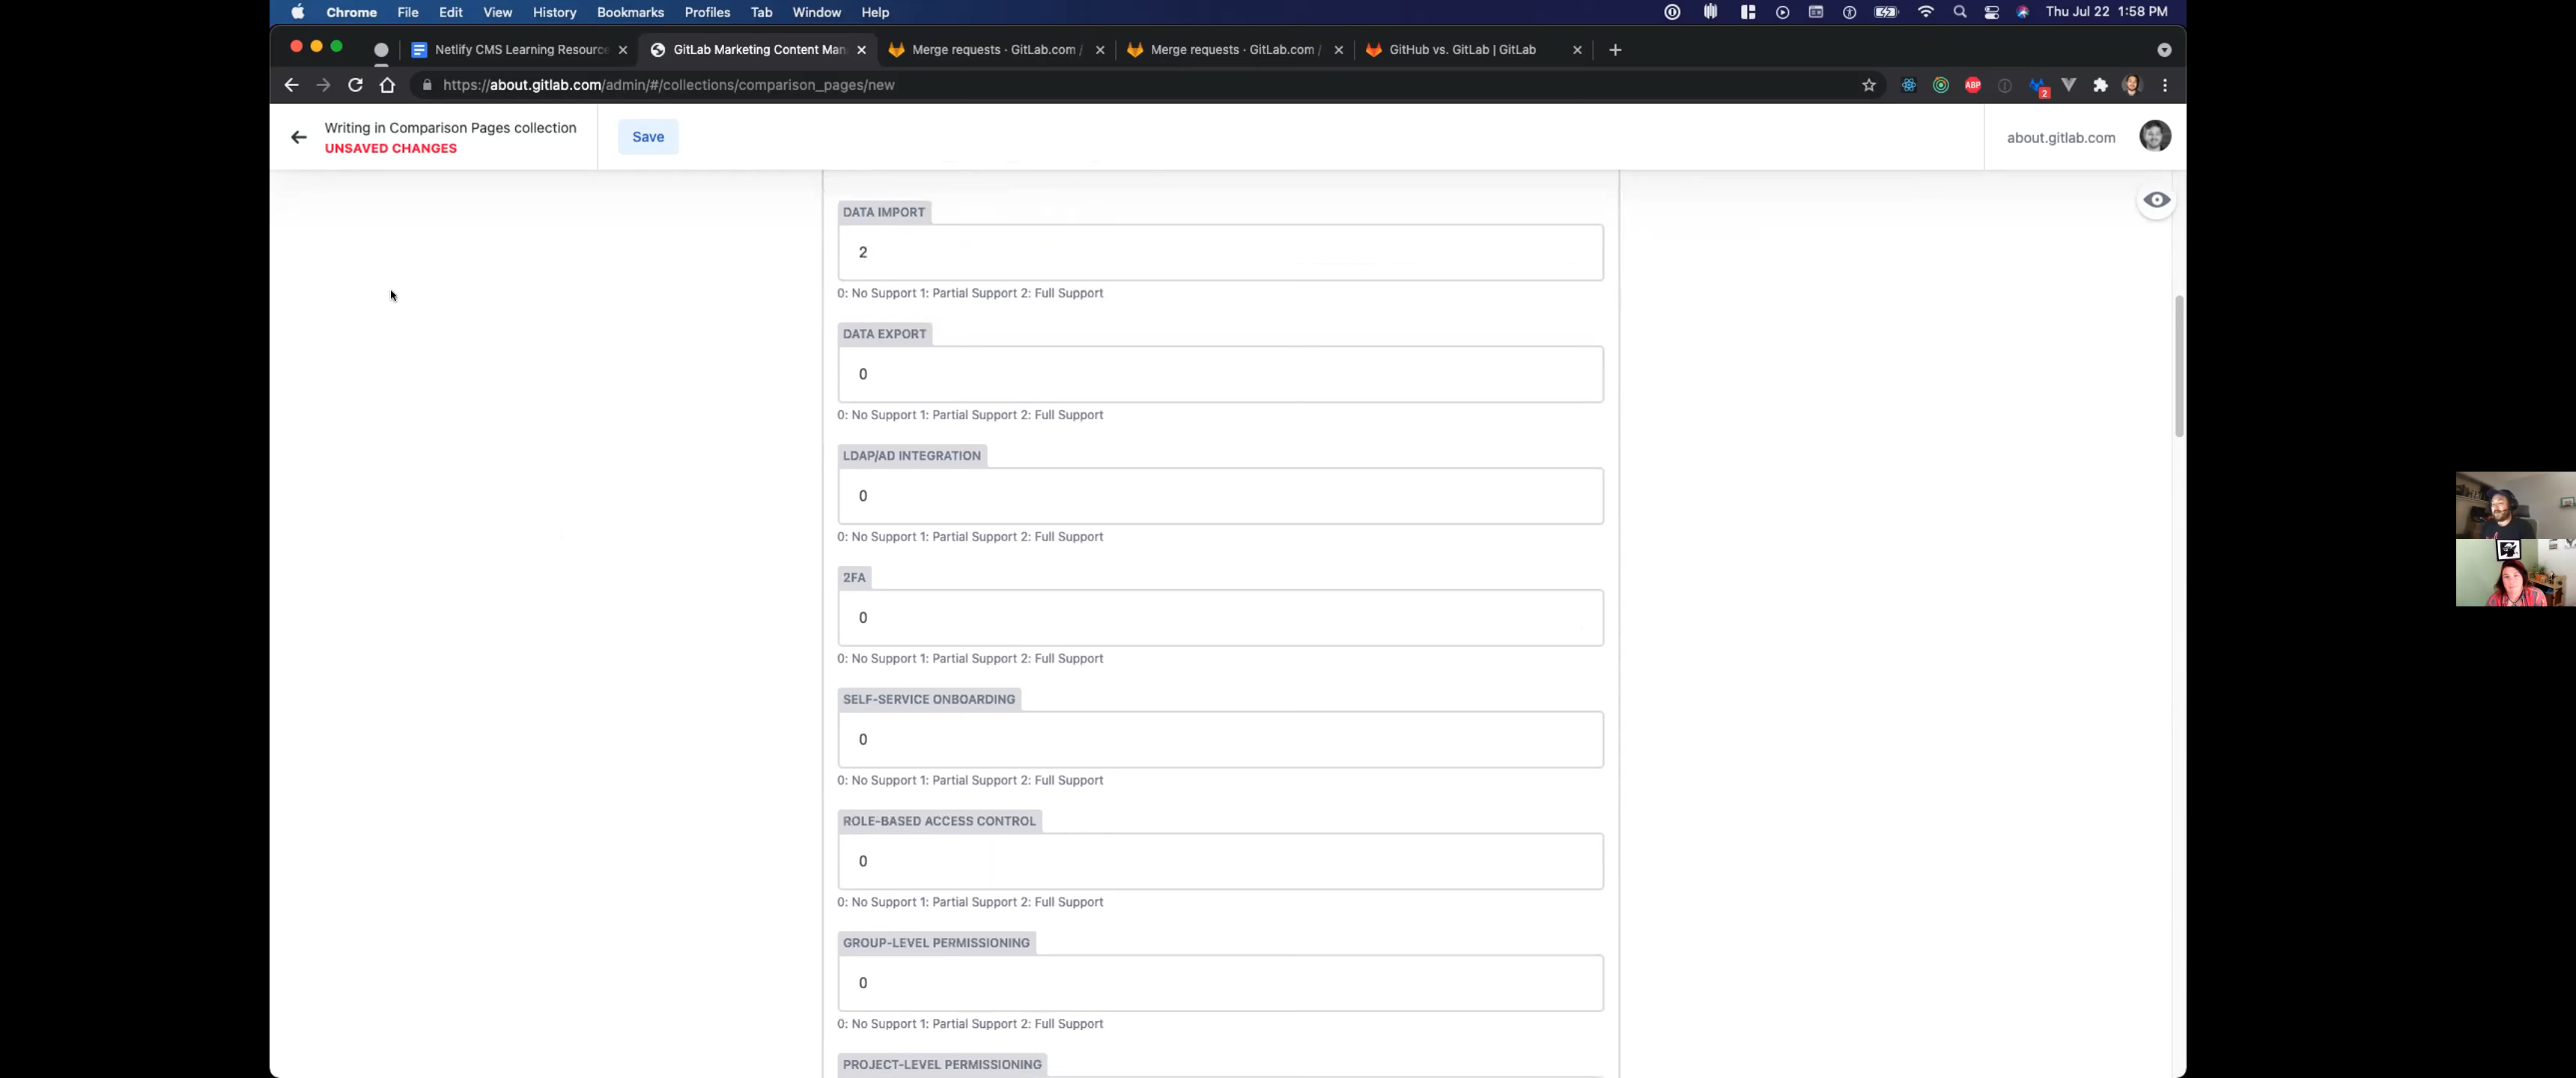 Chrome File Edit View History Bookmarks Profiles Tab Window Help Thu Jul 22 1:58 PM
Netlify CMS Learning Resource GitLab Marketing Content Man Merge requests · GitLab.com / Merge requests · GitLab.com / GitHub vs. GitLab | GitLab
https://about.gitlab.com/admin/#/collections/comparison_pages/new
ABP
2
Writing in Comparison Pages collection
UNSAVED CHANGES
Save
about.gitlab.com
DATA IMPORT
2
0: No Support 1: Partial Support 2: Full Support
DATA EXPORT
0
0: No Support 1: Partial Support 2: Full Support
LDAP/AD INTEGRATION
0
0: No Support 1: Partial Support 2: Full Support
2FA
0
0: No Support 1: Partial Support 2: Full Support
SELF-SERVICE ONBOARDING
0
0: No Support 1: Partial Support 2: Full Support
ROLE-BASED ACCESS CONTROL
0
0: No Support 1: Partial Support 2: Full Support
GROUP-LEVEL PERMISSIONING
0
0: No Support 1: Partial Support 2: Full Support
PROJECT-LEVEL PERMISSIONING